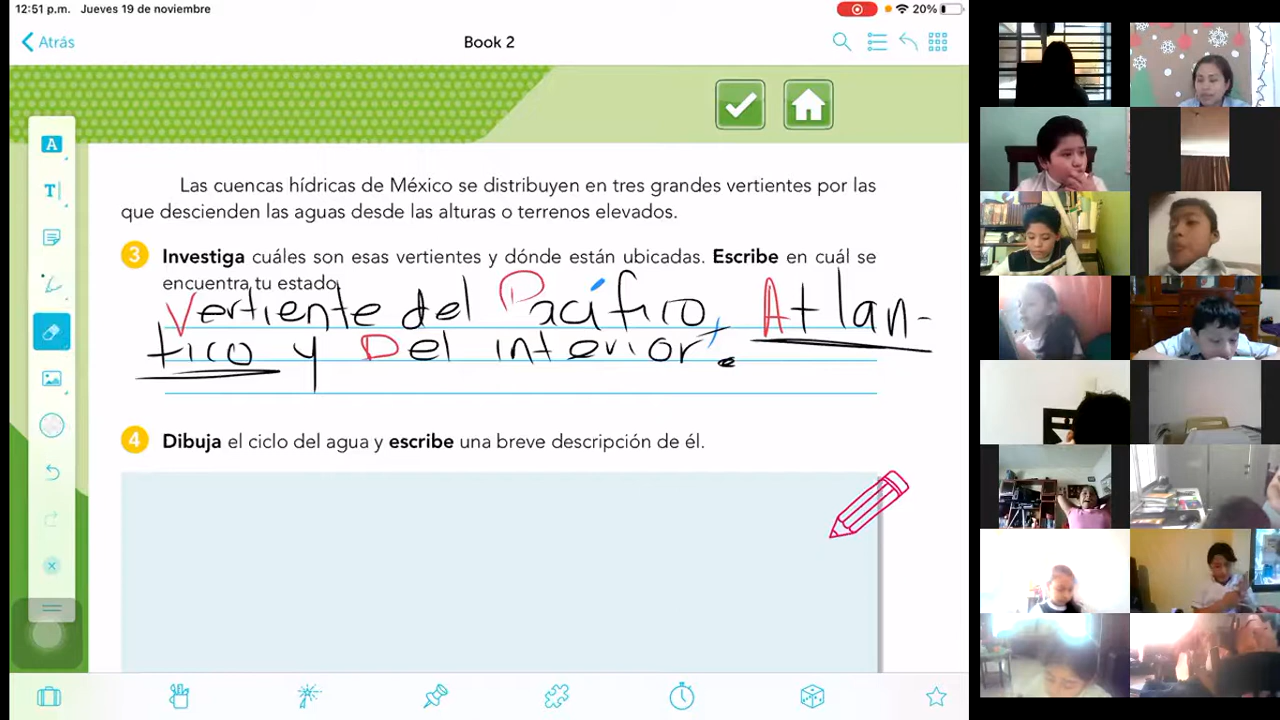 12:51 p.m. Jueves 19 de noviembre
20%
Atrás
Book 2
Las cuencas hídricas de México se distribuyen en tres grandes vertientes por las
que descienden las aguas desde las alturas o terrenos elevados.
3 Investiga cuáles son esas vertientes y dónde están ubicadas. Escribe en cuál se
encuentra tu estado.
Vertiente del Pacífico, Atlan-
tico y Del interior.
4 Dibuja el ciclo del agua y escribe una breve descripción de él.